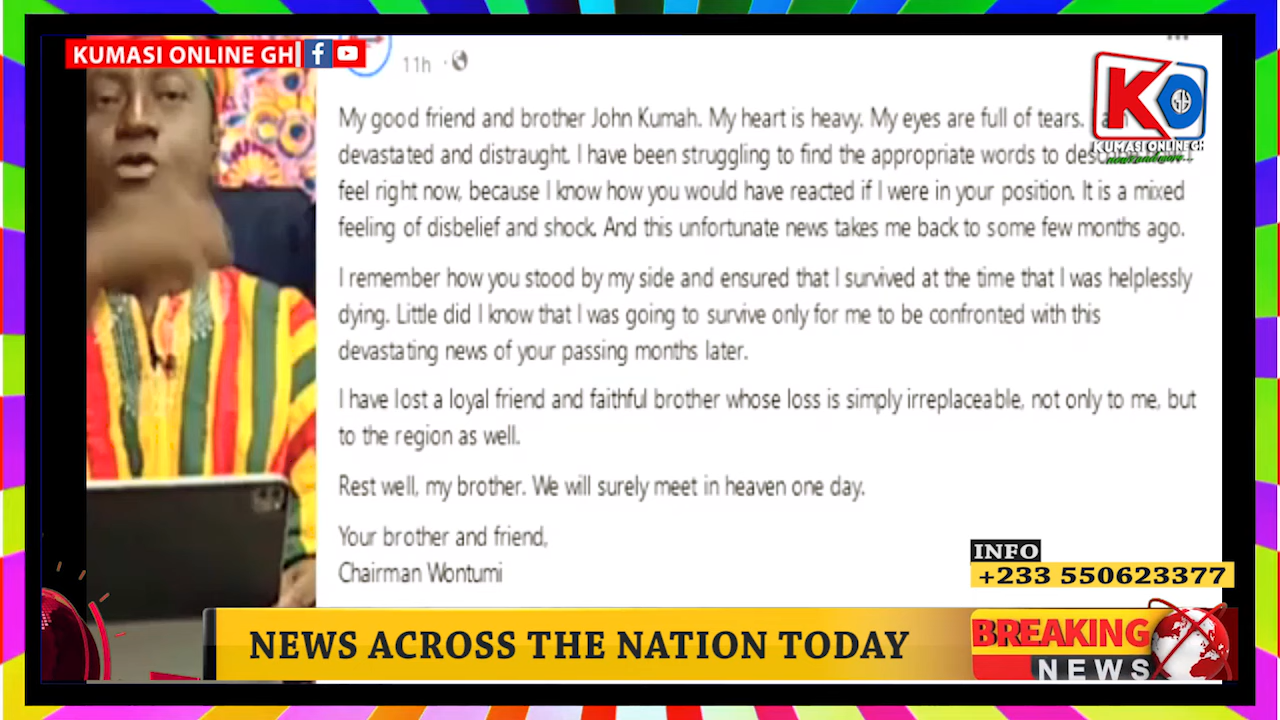 KUMASI ONLINE GH
11h
My good friend and brother John Kumah. My heart is heavy. My eyes are full of tears.
devastated and distraught. I have been struggling to find the appropriate words to
feel right now, because I know how you would have reacted if I were in your position. It is a mixed
feeling of disbelief and shock. And this unfortunate news takes me back to some few months ago.
I remember how you stood by my side and ensured that I survived at the time that I was helplessly
dying. Little did I know that I was going to survive only for me to be confronted with this
devastating news of your passing months later.
I have lost a loyal friend and faithful brother whose loss is simply irreplaceable, not only to me, but
to the region as well.
Rest well, my brother. We will surely meet in heaven one day.
Your brother and friend,
Chairman Wontumi
KO
KUMASI ONLINE GH
news and more...
INFO
+233 550623377
NEWS ACROSS THE NATION TODAY
BREAKING
NEWS